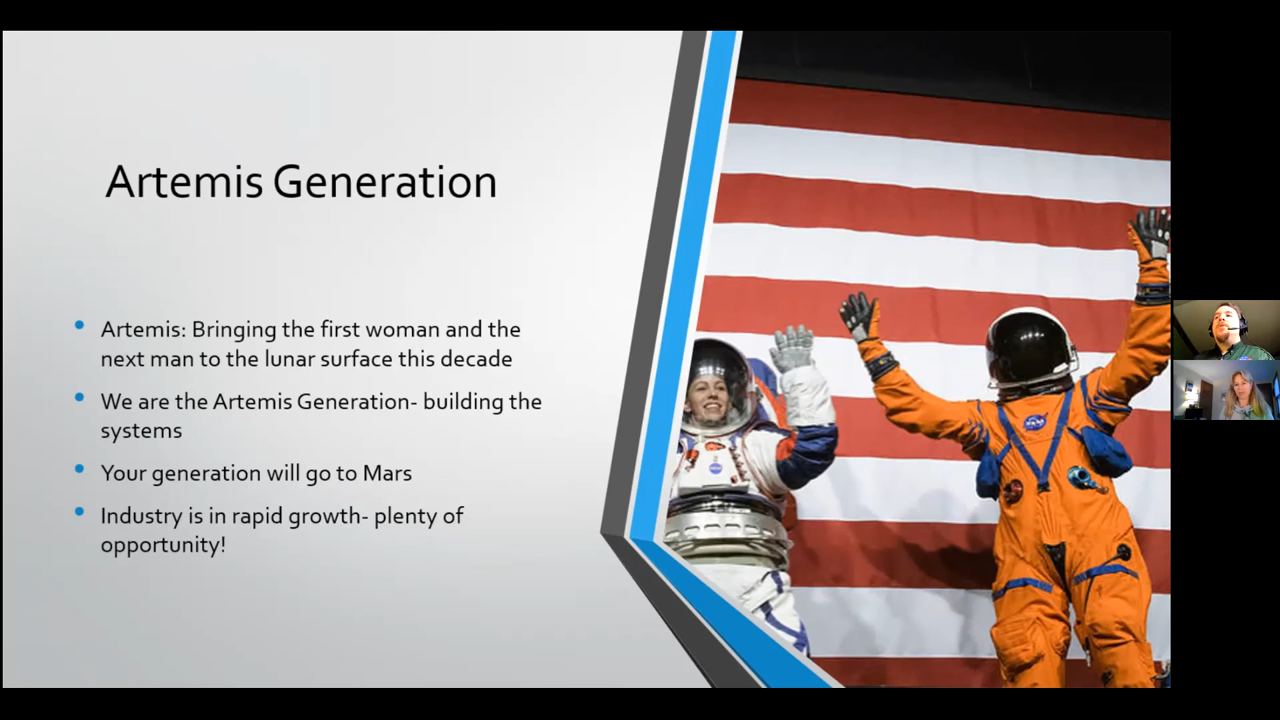 Artemis Generation
Artemis: Bringing the first woman and the
next man to the lunar surface this decade
We are the Artemis Generation- building the
systems
Your generation will go to Mars
Industry is in rapid growth- plenty of
opportunity!
NASA